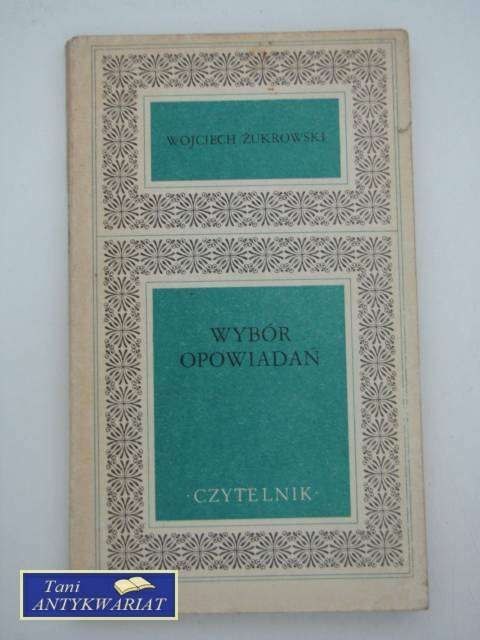 WOJCIECH ŻUKROWSKI
WYBÓR
OPOWIADAŃ
·CZYTELNIK·
Tani
ANTYKWARIAT